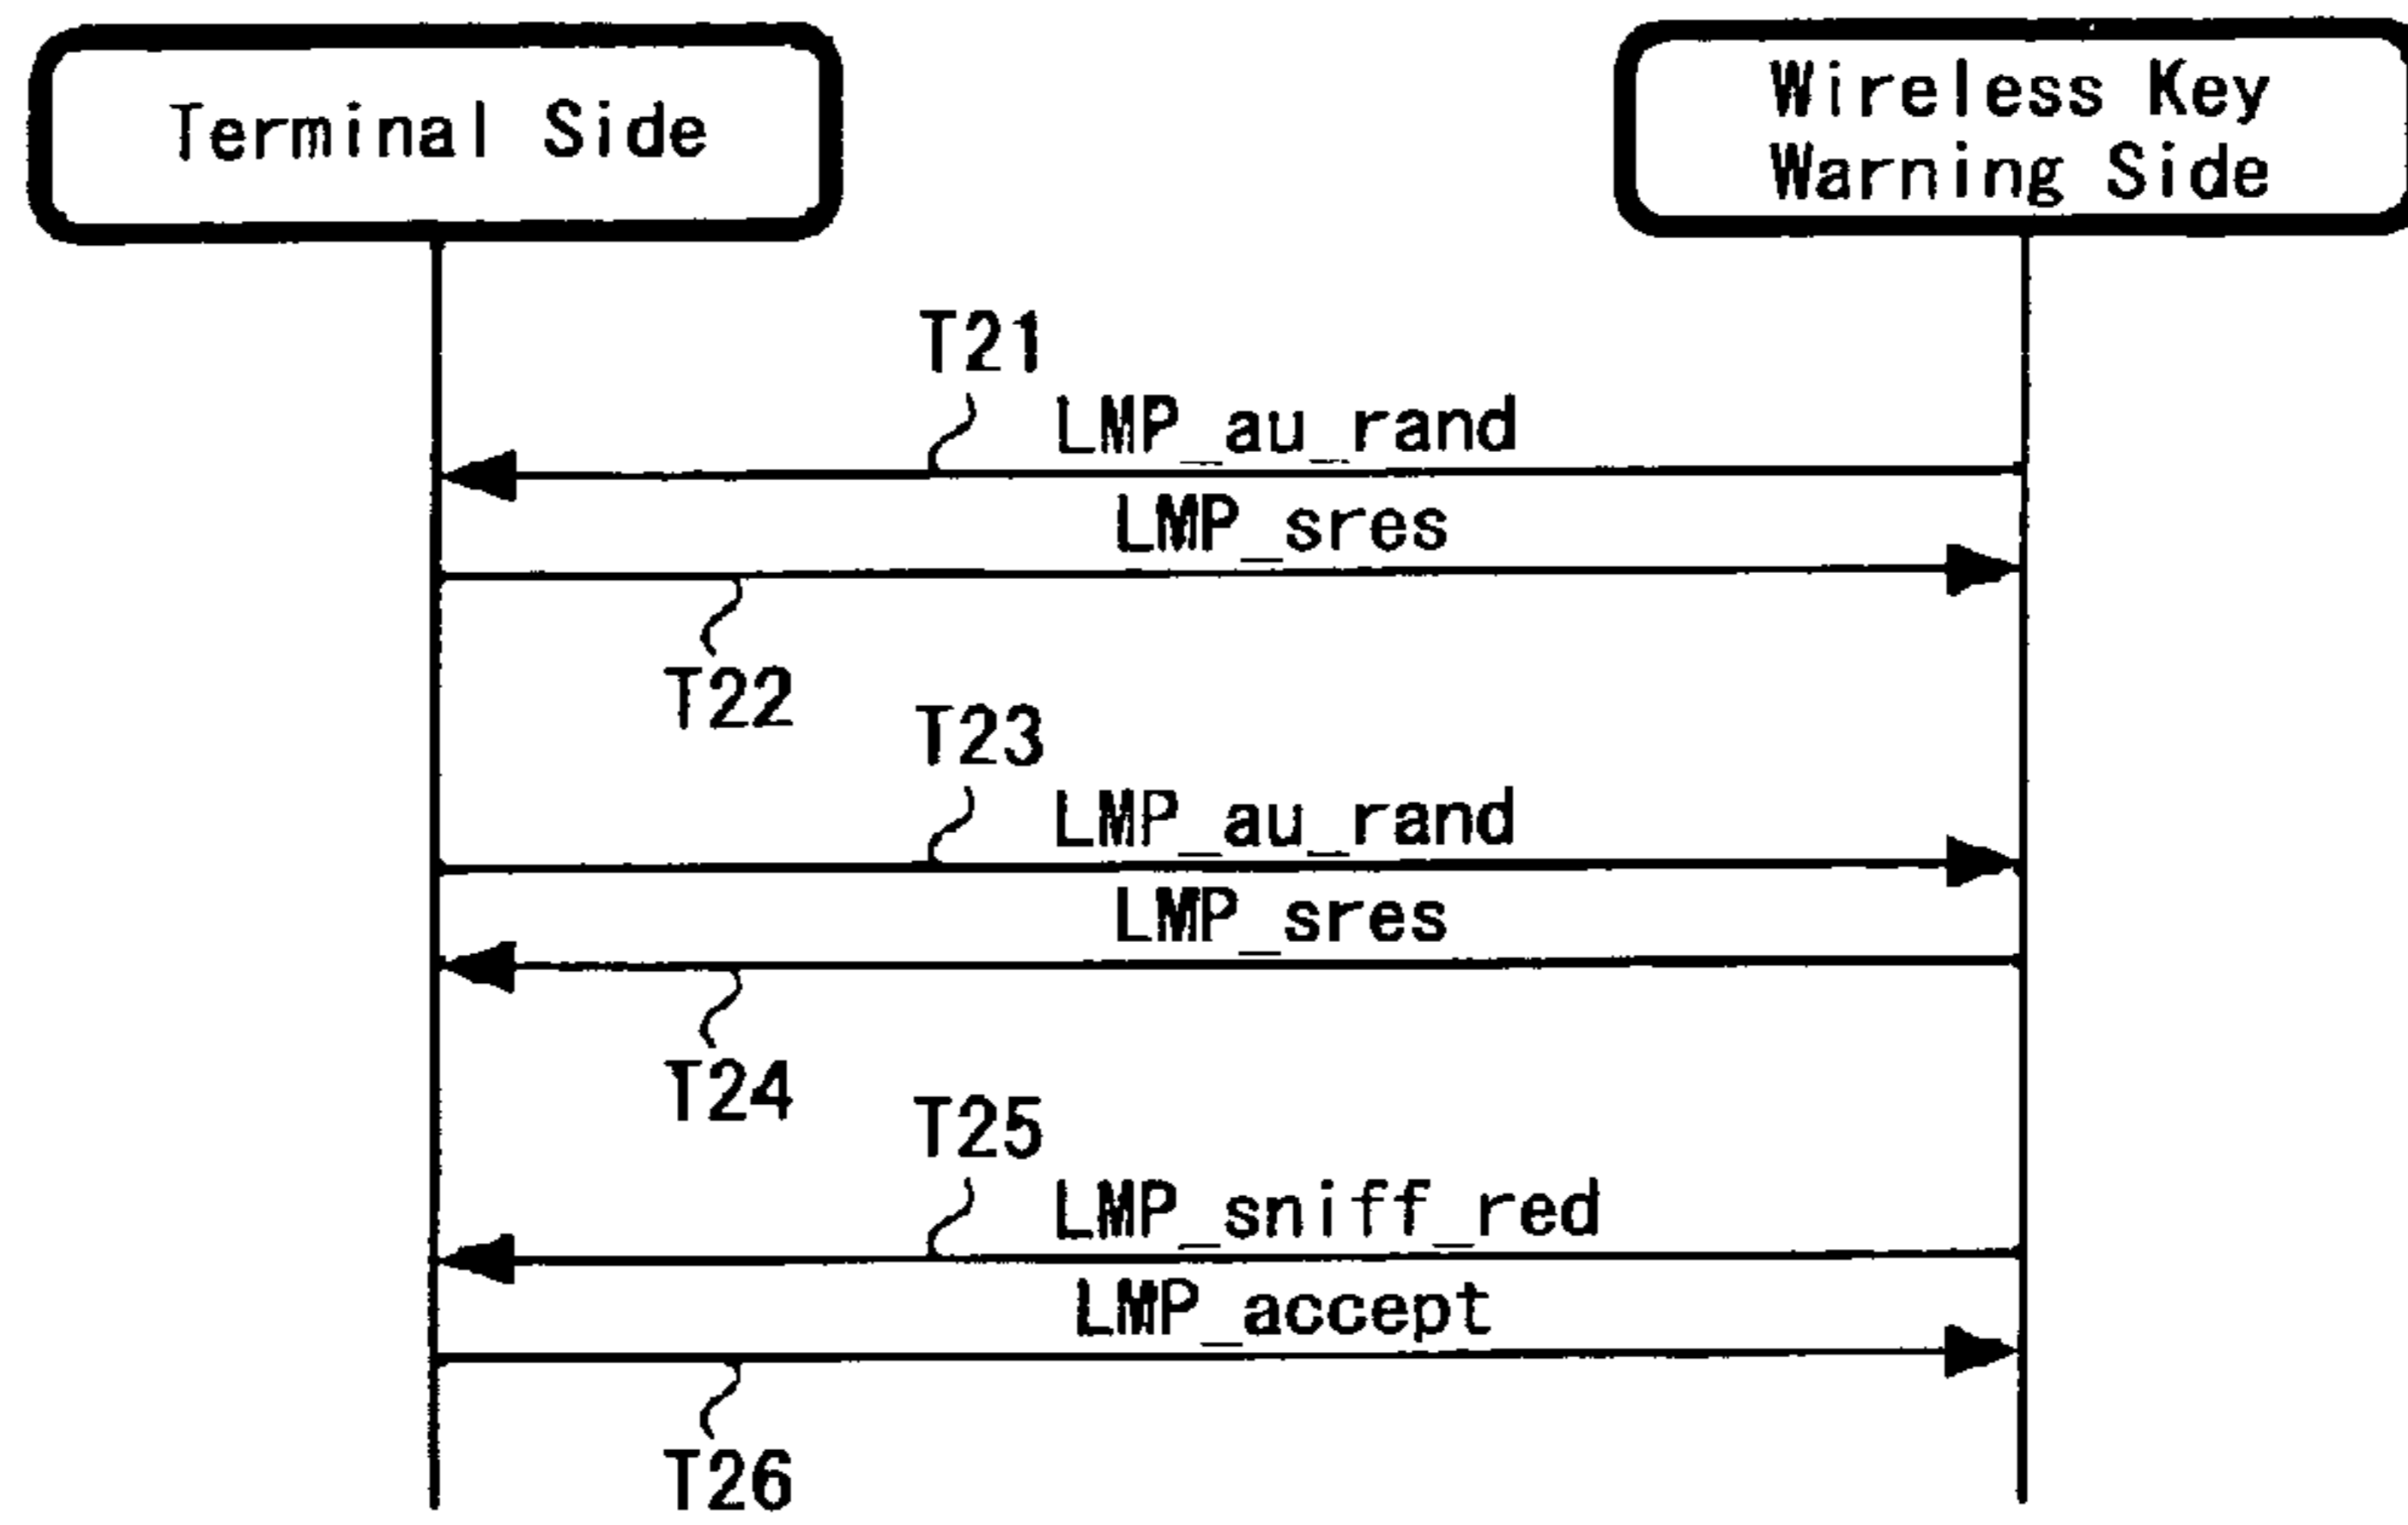 Terminal Side
Wireless Key
Warning Side
T21
LMP_au_rand
LMP_sres
T22
T23
LMP_au_rand
LMP_sres
T24
T25
LMP_sniff_red
LMP_accept
T26